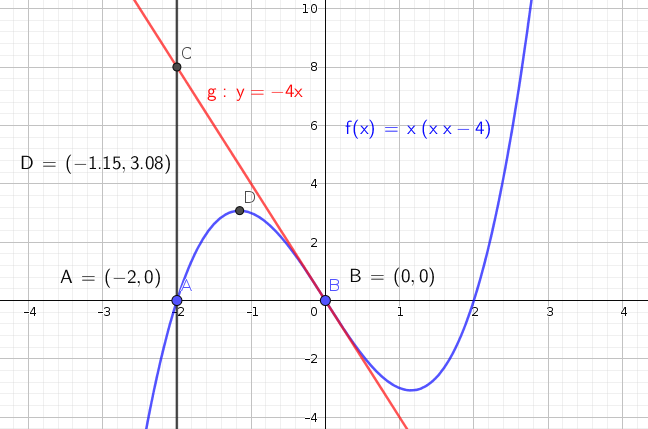 10
C
8
g : y = −4x
6
f(x) = x (x x − 4)
D = (−1.15, 3.08)
4
D
2
A = (−2, 0)
A
B
B = (0, 0)
−4
−3
−2
−1
0
1
2
3
4
−2
−4